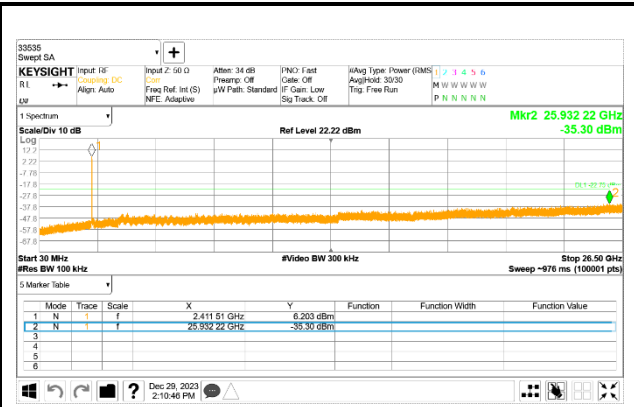 33535
Swept SA
+
KEYSIGHT Input: RF Input Z: 50 Ω Atten: 34 dB PNO: Fast #Avg Type: Power (RMS 1 2 3 4 5 6
RL Coupling: DC Corr Preamp: Off Gate: Off Avg|Hold: 30/30 M W W W W W
Align: Auto Freq Ref: Int (S) µW Path: Standard IF Gain: Low Trig: Free Run
NFE: Adaptive Sig Track: Off P N N N N N
1 Spectrum Mkr2 25.932 22 GHz
Scale/Div 10 dB Ref Level 22.22 dBm -35.30 dBm
Log
12.2
2.22
-7.78
-17.8
-27.8
-37.8
-47.8
-57.8
-67.8
1
2
Start 30 MHz #Video BW 300 kHz Stop 26.50 GHz
#Res BW 100 kHz Sweep ~976 ms (100001 pts)
5 Marker Table
Mode Trace Scale X Y Function Function Width Function Value
1 N 1 f 2.411 51 GHz 6.203 dBm
2 N 1 f 25.932 22 GHz -35.30 dBm
3
4
5
6
? Dec 29, 2023
2:10:46 PM